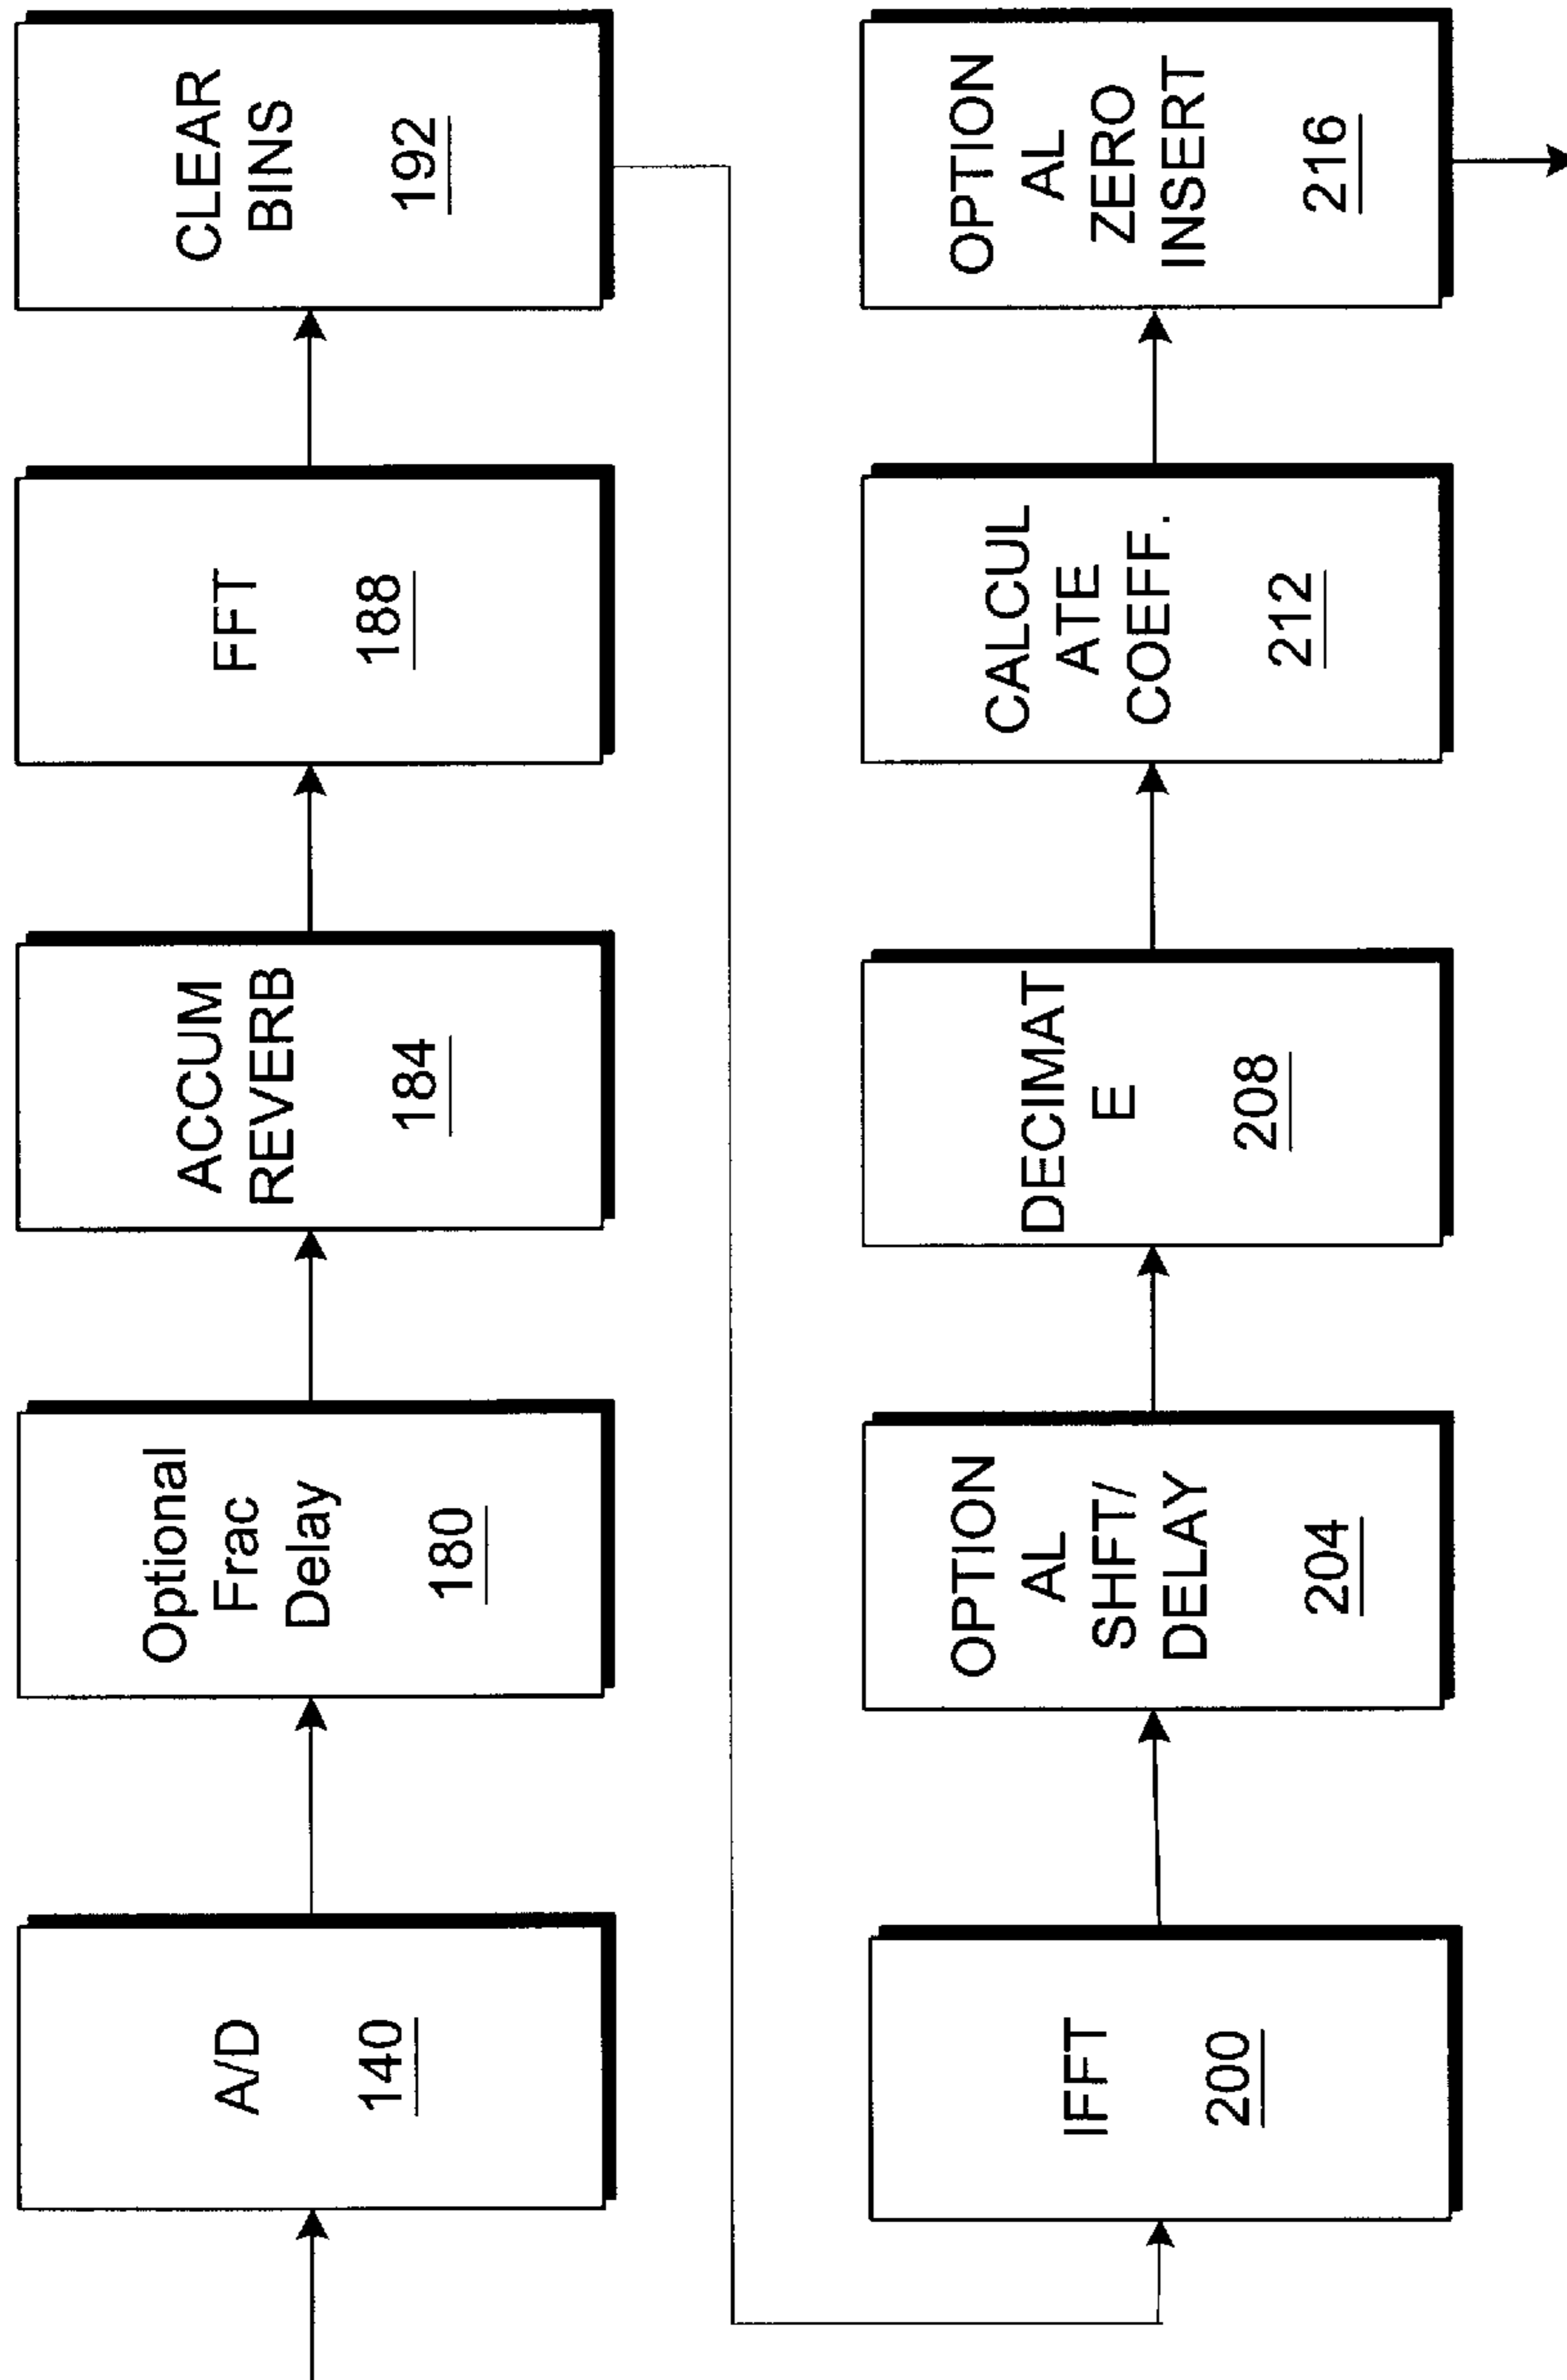 A/D
140
Optional
Frac
Delay
180
ACCUM
REVERB
184
FFT
188
CLEAR
BINS
192
IFFT
200
OPTION
AL
SHFT/
DELAY
204
DECIMAT
E
208
CALCUL
ATE
COEFF.
212
OPTION
AL
ZERO
INSERT
216